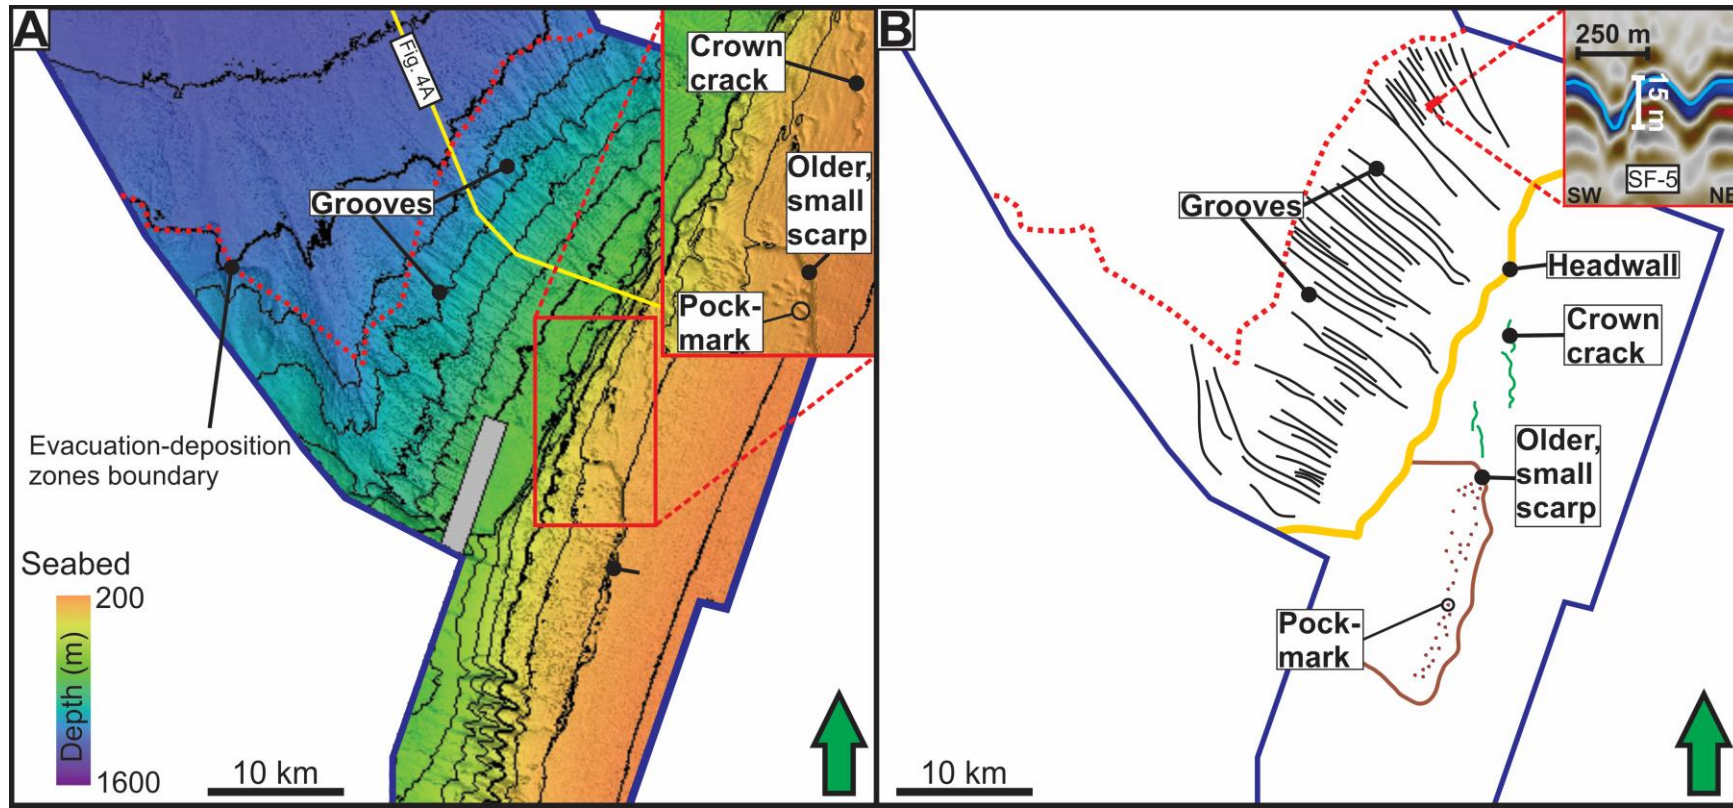 A
Fig. 4A
Crown
crack
Older,
small
scarp
Pock-
mark
Grooves
Evacuation-deposition
zones boundary
Seabed
200
Depth (m)
1600
10 km
B
250 m
15 m
SF-5
SW
NE
Grooves
Headwall
Crown
crack
Older,
small
scarp
Pock-
mark
10 km